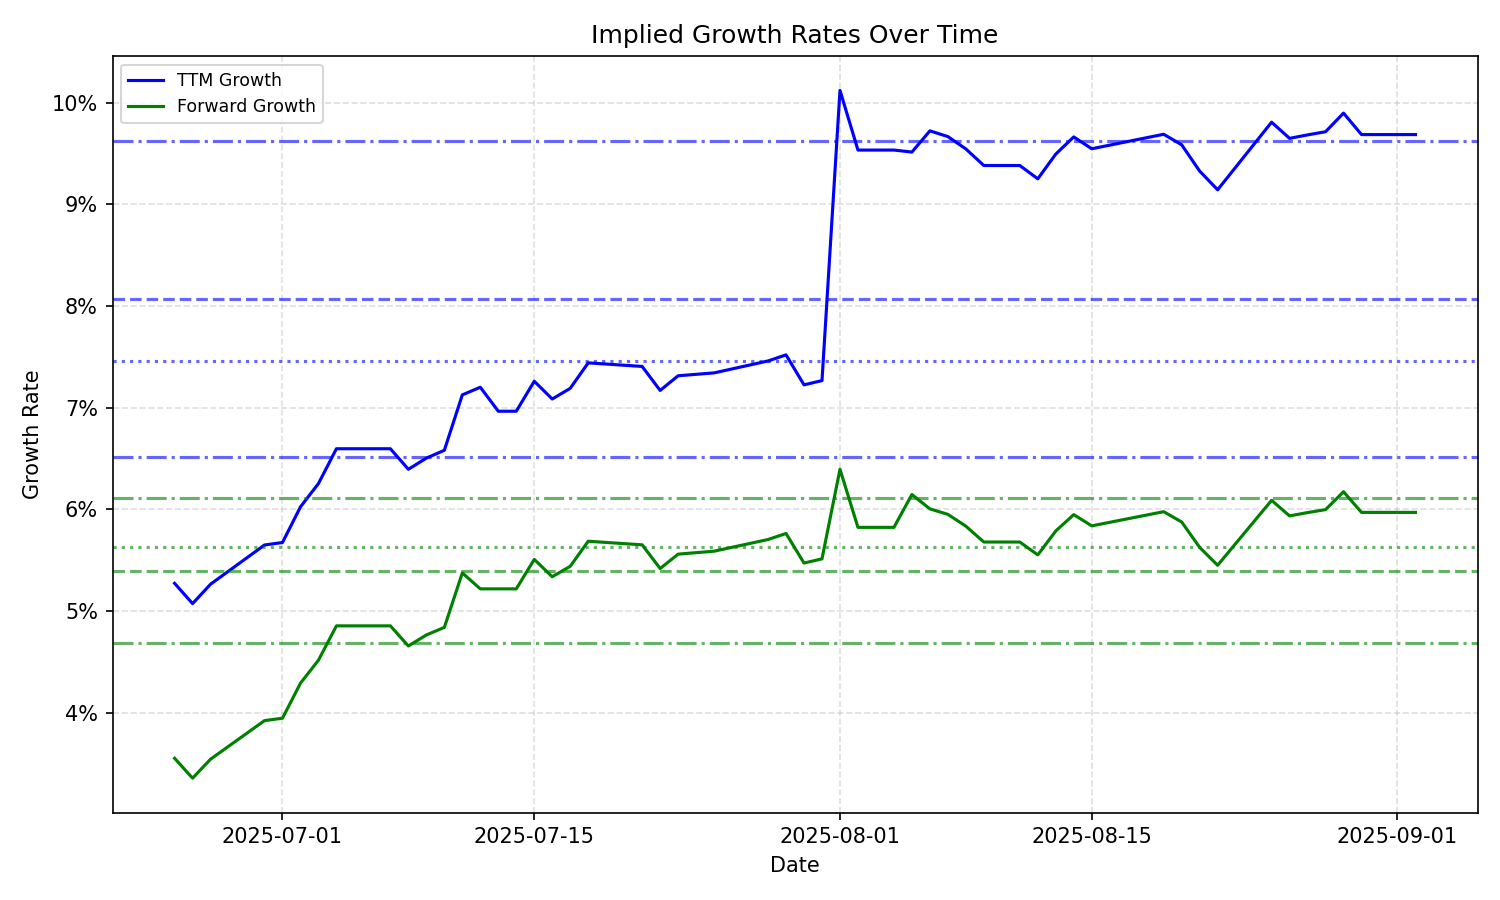 Implied Growth Rates Over Time
TTM Growth
Forward Growth
10%
9%
8%
7%
6%
5%
4%
Growth Rate
2025-07-01
2025-07-15
2025-08-01
2025-08-15
2025-09-01
Date